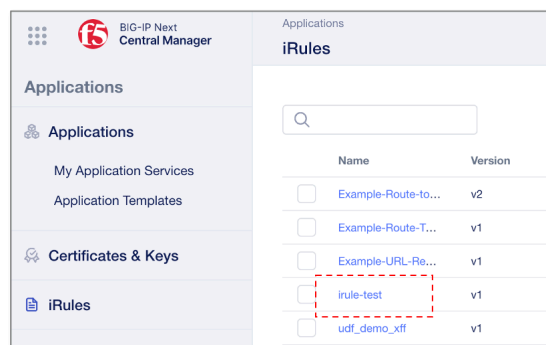 BIG-IP Next
Central Manager
Applications
iRules
Applications
Applications
My Application Services
Application Templates
Certificates & Keys
iRules
Name Version
Example-Route-to... v2
Example-Route-T... v1
Example-URL-Re... v1
irule-test v1
udf_demo_xff v1